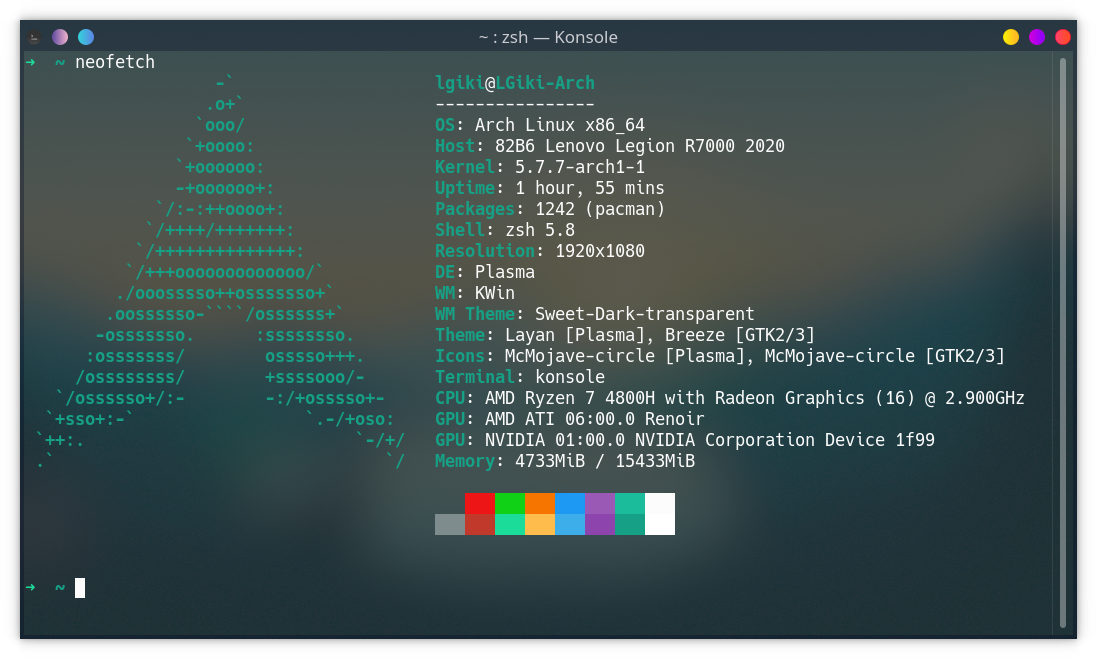 ~ : zsh — Konsole
➜  ~ neofetch
                  -`                     lgiki@LGiki-Arch
                 .o+`                    ----------------
                `ooo/                    OS: Arch Linux x86_64
               `+oooo:                   Host: 82B6 Lenovo Legion R7000 2020
              `+oooooo:                  Kernel: 5.7.7-arch1-1
              -+oooooo+:                 Uptime: 1 hour, 55 mins
            `/:-:++oooo+:                Packages: 1242 (pacman)
           `/++++/+++++++:               Shell: zsh 5.8
          `/++++++++++++++:              Resolution: 1920x1080
         `/+++ooooooooooooo/`            DE: Plasma
        ./ooosssso++osssssso+`           WM: KWin
       .oossssso-````/ossssss+`          WM Theme: Sweet-Dark-transparent
      -osssssso.      :ssssssso.         Theme: Layan [Plasma], Breeze [GTK2/3]
     :osssssss/        osssso+++.        Icons: McMojave-circle [Plasma], McMojave-circle [GTK2/3]
    /ossssssss/        +ssssooo/-        Terminal: konsole
  `/ossssso+/:-        -:/+osssso+-      CPU: AMD Ryzen 7 4800H with Radeon Graphics (16) @ 2.900GHz
 `+sso+:-`                 `.-/+oso:     GPU: AMD ATI 06:00.0 Renoir
`++:.                           `-/+/    GPU: NVIDIA 01:00.0 NVIDIA Corporation Device 1f99
.`                                 `/    Memory: 4733MiB / 15433MiB
➜  ~